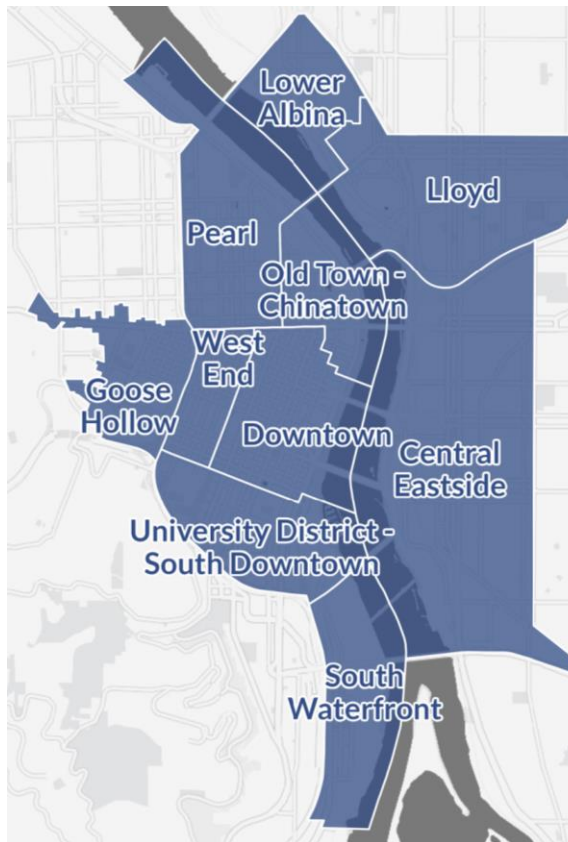 Lower
Albina
Lloyd
Pearl
Old Town -
Chinatown
West
End
Goose
Hollow
Downtown
Central
Eastside
University District -
South Downtown
South
Waterfront